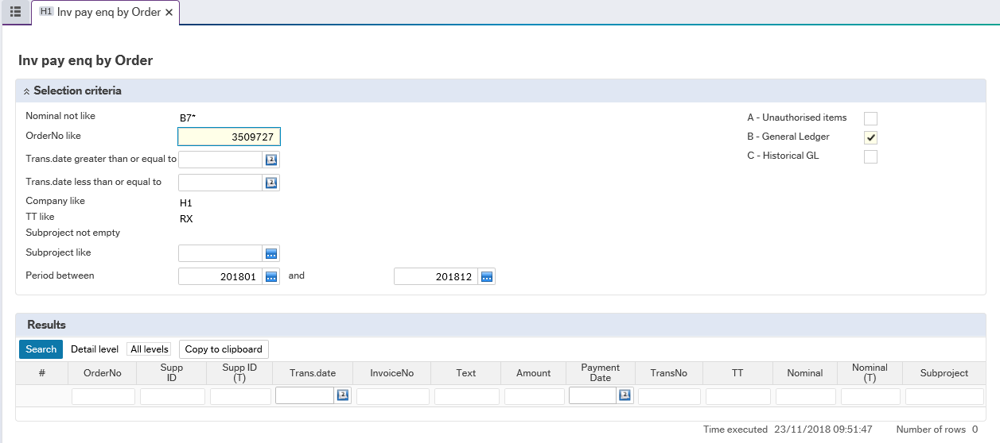 H1 Inv pay enq by Order
Inv pay enq by Order
Selection criteria
Nominal not like B7*
A - Unauthorised items
OrderNo like 3509727
B - General Ledger
Trans.date greater than or equal to
C - Historical GL
Trans.date less than or equal to
Company like H1
TT like RX
Subproject not empty
Subproject like
Period between 201801 and 201812
Results
Search Detail level All levels Copy to clipboard
# OrderNo Supp ID Supp ID (T) Trans.date InvoiceNo Text Amount Payment Date TransNo TT Nominal Nominal (T) Subproject
Time executed 23/11/2018 09:51:47 Number of rows 0